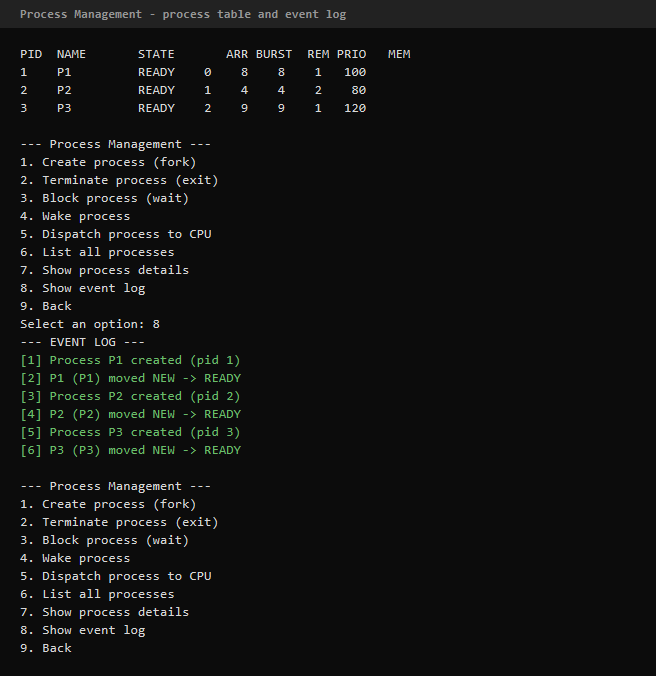 Process Management - process table and event log
PID  NAME       STATE       ARR BURST  REM PRIO   MEM
1    P1         READY    0    8    8    1   100
2    P2         READY    1    4    4    2    80
3    P3         READY    2    9    9    1   120
--- Process Management ---
1. Create process (fork)
2. Terminate process (exit)
3. Block process (wait)
4. Wake process
5. Dispatch process to CPU
6. List all processes
7. Show process details
8. Show event log
9. Back
Select an option: 8
--- EVENT LOG ---
[1] Process P1 created (pid 1)
[2] P1 (P1) moved NEW -> READY
[3] Process P2 created (pid 2)
[4] P2 (P2) moved NEW -> READY
[5] Process P3 created (pid 3)
[6] P3 (P3) moved NEW -> READY
--- Process Management ---
1. Create process (fork)
2. Terminate process (exit)
3. Block process (wait)
4. Wake process
5. Dispatch process to CPU
6. List all processes
7. Show process details
8. Show event log
9. Back